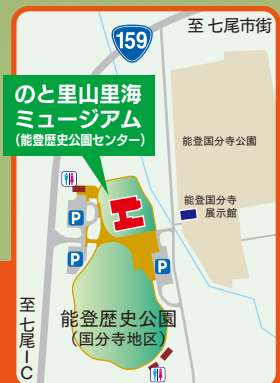 至 七尾市街
159
のと里山里海
ミュージアム
（能登歴史公園センター）
能登国分寺公園
能登国分寺
展示館
P
P
P
能登歴史公園
（国分寺地区）
至 七尾IC